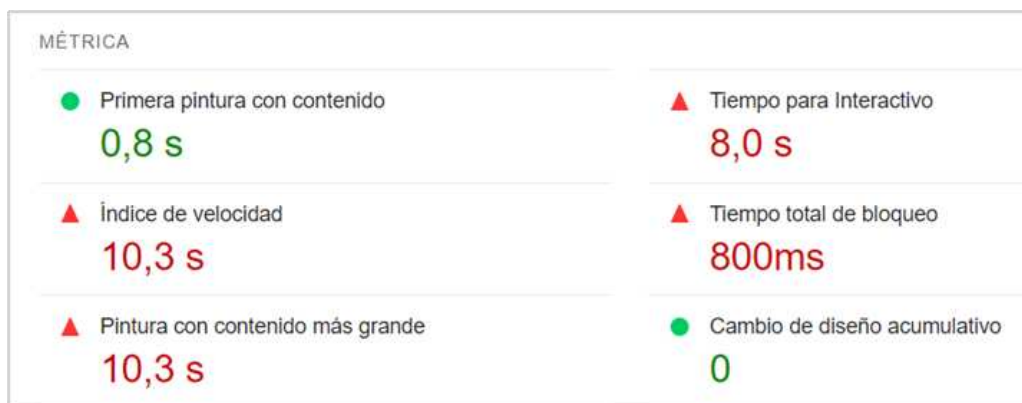 MÉTRICA
Primera pintura con contenido
0,8 s
Tiempo para Interactivo
8,0 s
Índice de velocidad
10,3 s
Tiempo total de bloqueo
800ms
Pintura con contenido más grande
10,3 s
Cambio de diseño acumulativo
0